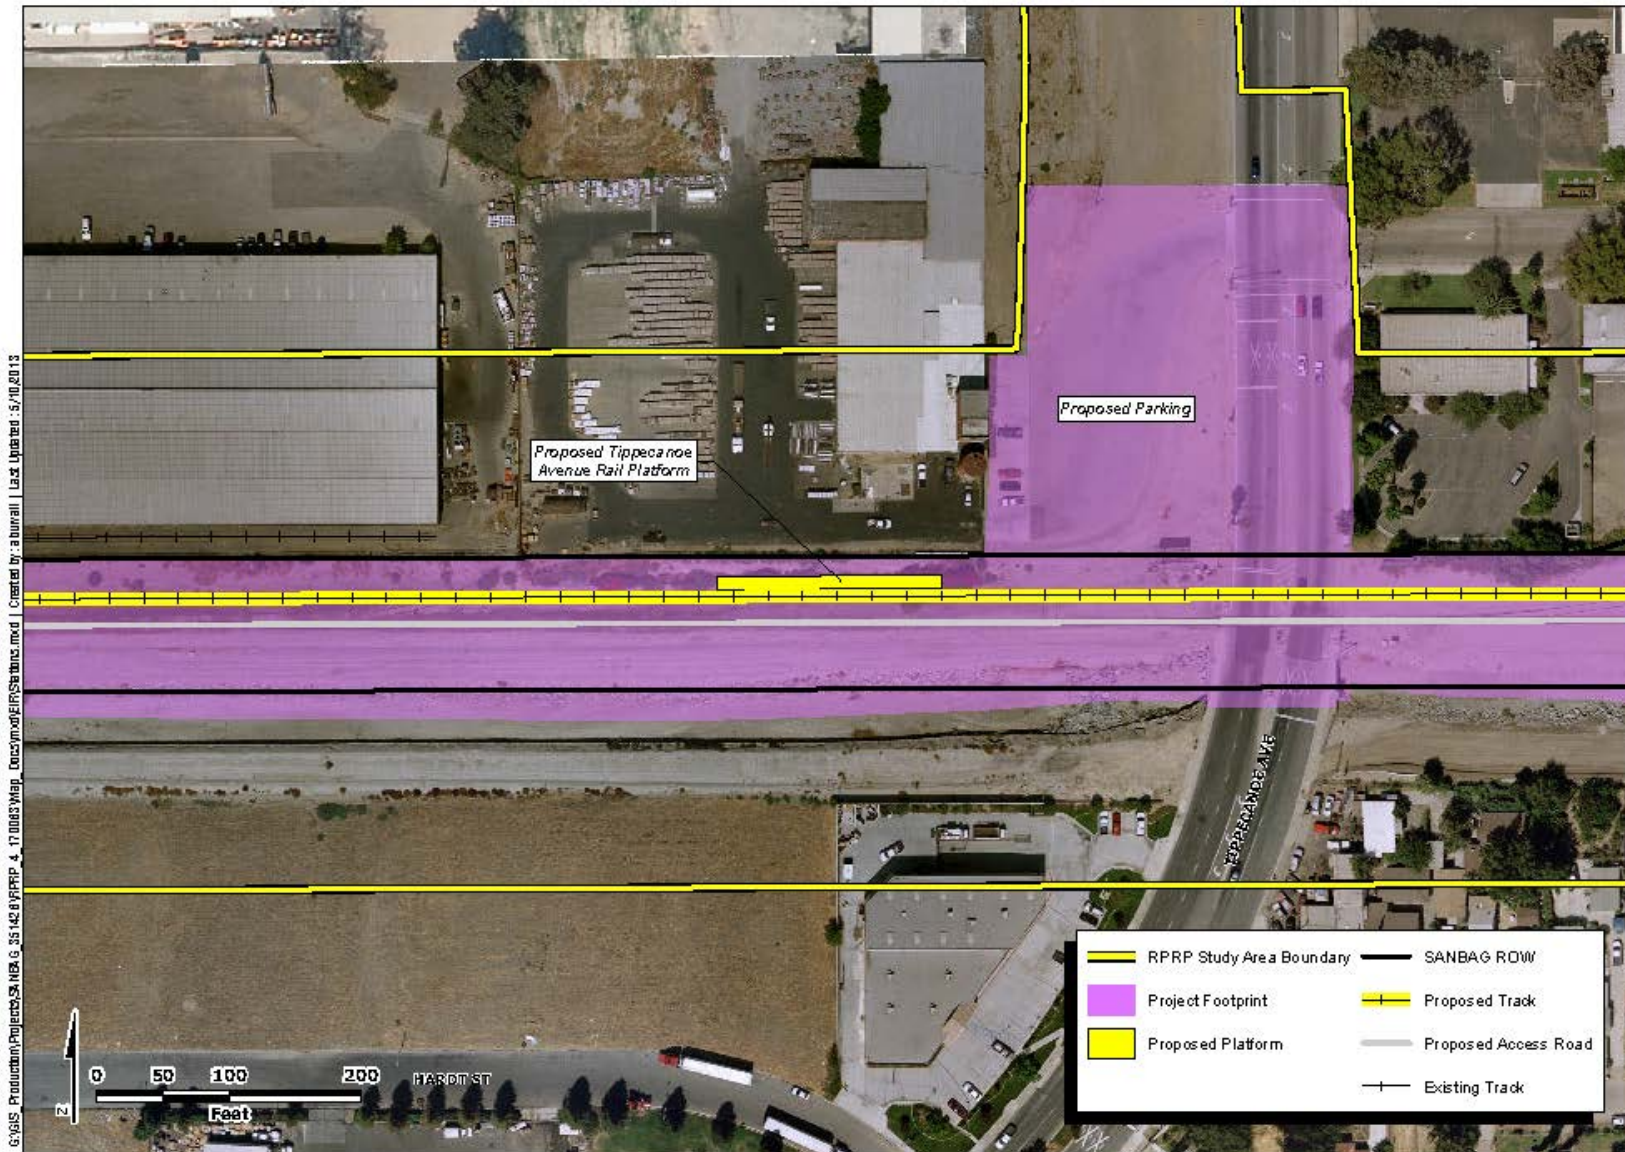 Proposed Parking
Proposed Tippecanoe
Avenue Rail Platform
TIPPECANOE AVE
RPRP Study Area Boundary
Project Footprint
Proposed Platform
SANBAG ROW
Proposed Track
Proposed Access Road
Existing Track
0 50 100 200
Feet
HARDT ST
N
Created by: aburvall | Last Updated : 5/10/2013